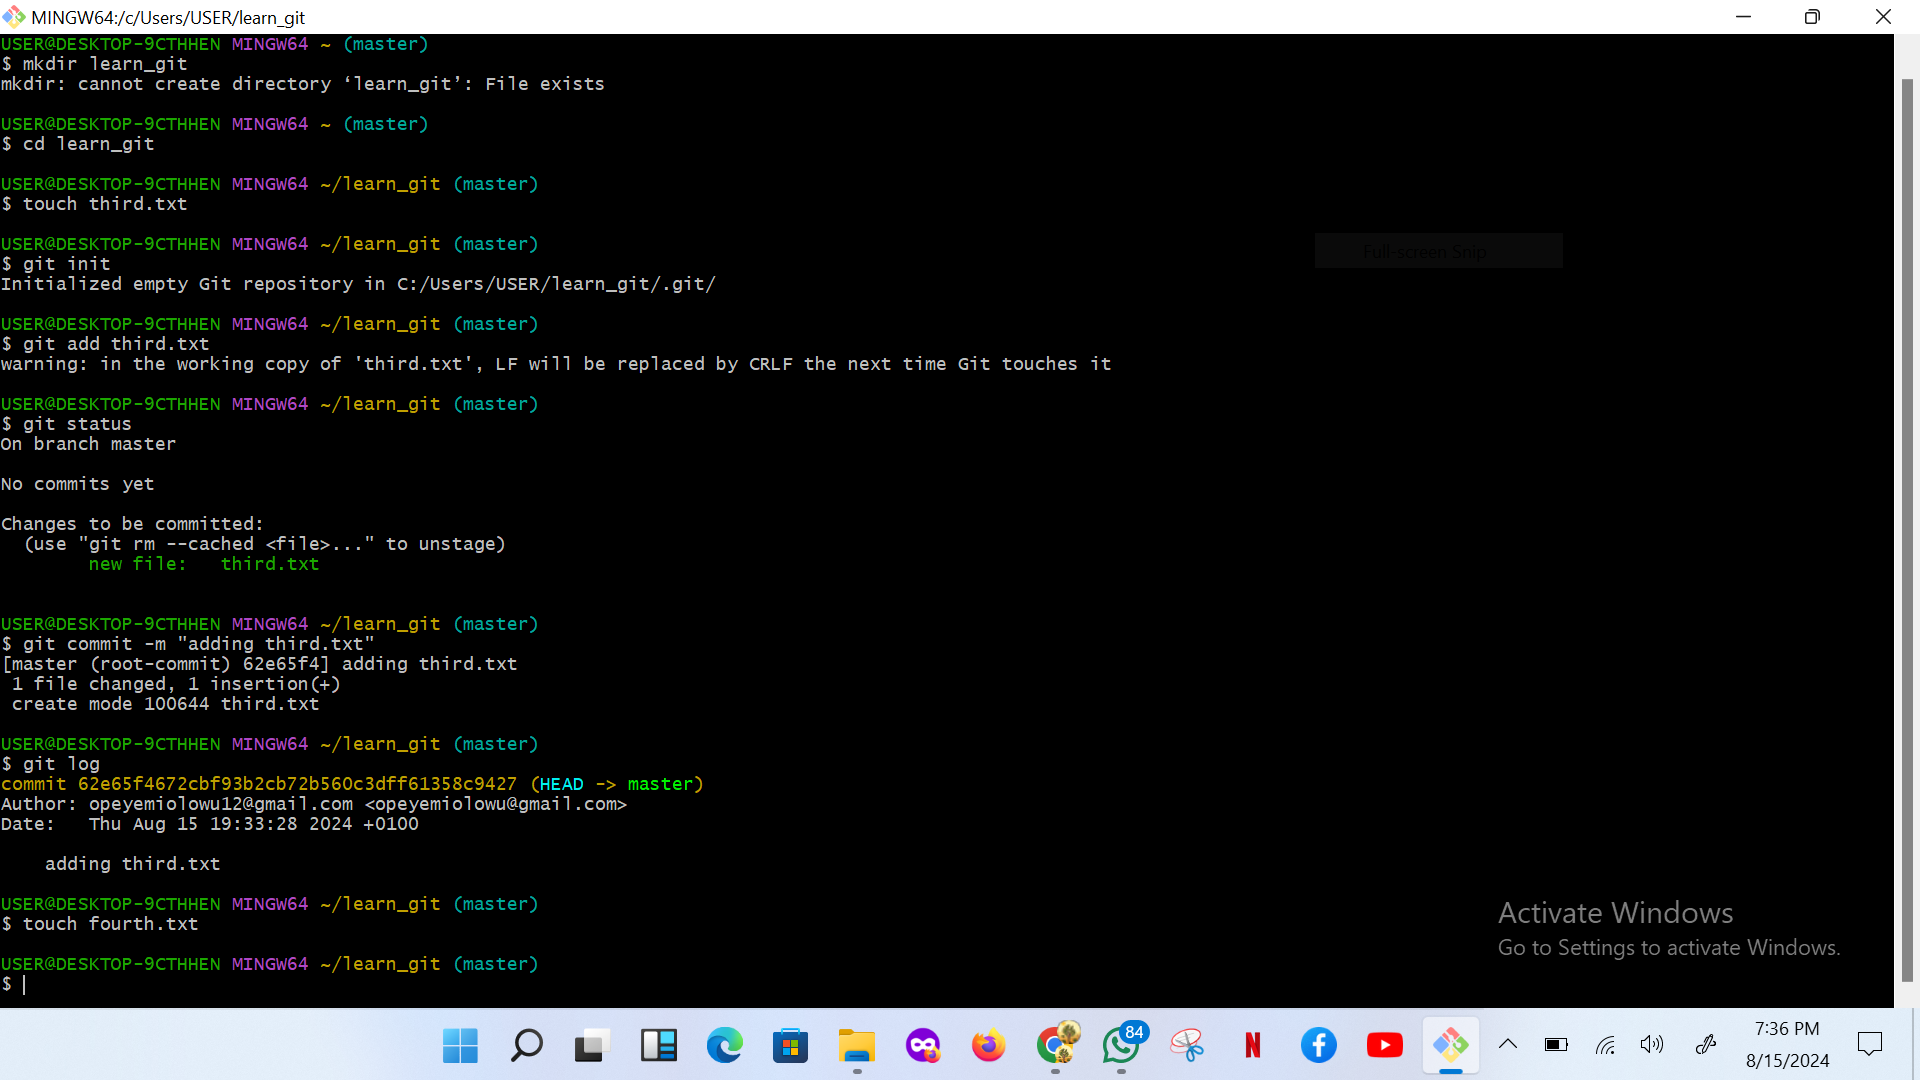 MINGW64:/c/Users/USER/learn_git
USER@DESKTOP-9CTHHEN MINGW64 ~ (master)
$ mkdir learn_git
mkdir: cannot create directory ‘learn_git’: File exists
USER@DESKTOP-9CTHHEN MINGW64 ~ (master)
$ cd learn_git
USER@DESKTOP-9CTHHEN MINGW64 ~/learn_git (master)
$ touch third.txt
USER@DESKTOP-9CTHHEN MINGW64 ~/learn_git (master)
$ git init
Initialized empty Git repository in C:/Users/USER/learn_git/.git/
Full-screen Snip
USER@DESKTOP-9CTHHEN MINGW64 ~/learn_git (master)
$ git add third.txt
warning: in the working copy of 'third.txt', LF will be replaced by CRLF the next time Git touches it
USER@DESKTOP-9CTHHEN MINGW64 ~/learn_git (master)
$ git status
On branch master
No commits yet
Changes to be committed:
  (use "git rm --cached <file>..." to unstage)
        new file:   third.txt
USER@DESKTOP-9CTHHEN MINGW64 ~/learn_git (master)
$ git commit -m "adding third.txt"
[master (root-commit) 62e65f4] adding third.txt
 1 file changed, 1 insertion(+)
 create mode 100644 third.txt
USER@DESKTOP-9CTHHEN MINGW64 ~/learn_git (master)
$ git log
commit 62e65f4672cbf93b2cb72b560c3dff61358c9427 (HEAD -> master)
Author: opeyemiolowu12@gmail.com <opeyemiolowu@gmail.com>
Date:   Thu Aug 15 19:33:28 2024 +0100
    adding third.txt
USER@DESKTOP-9CTHHEN MINGW64 ~/learn_git (master)
$ touch fourth.txt
USER@DESKTOP-9CTHHEN MINGW64 ~/learn_git (master)
$
Activate Windows
Go to Settings to activate Windows.
84
N
7:36 PM
8/15/2024